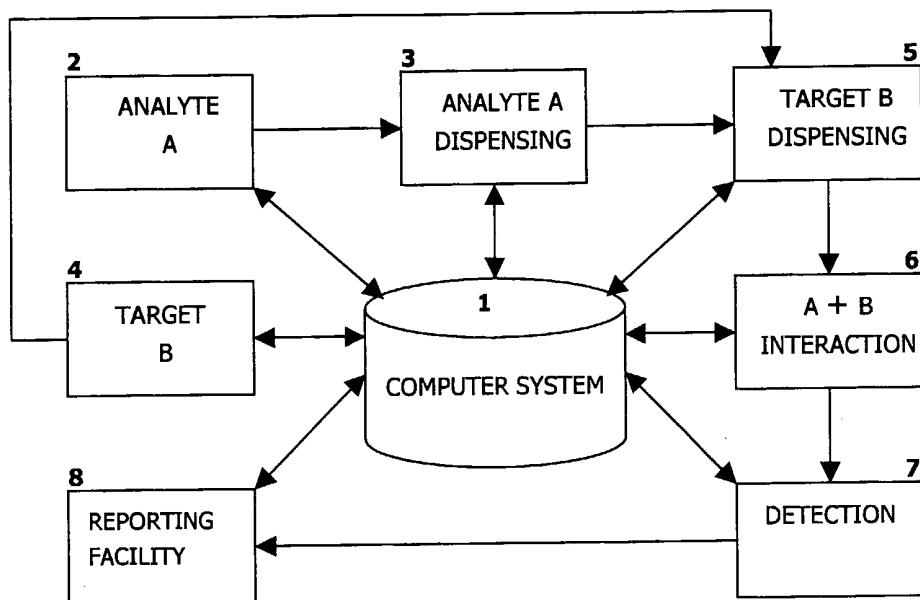 2
ANALYTE
A
3
ANALYTE A
DISPENSING
5
TARGET B
DISPENSING
4
TARGET
B
1
COMPUTER SYSTEM
6
A + B
INTERACTION
8
REPORTING
FACILITY
7
DETECTION